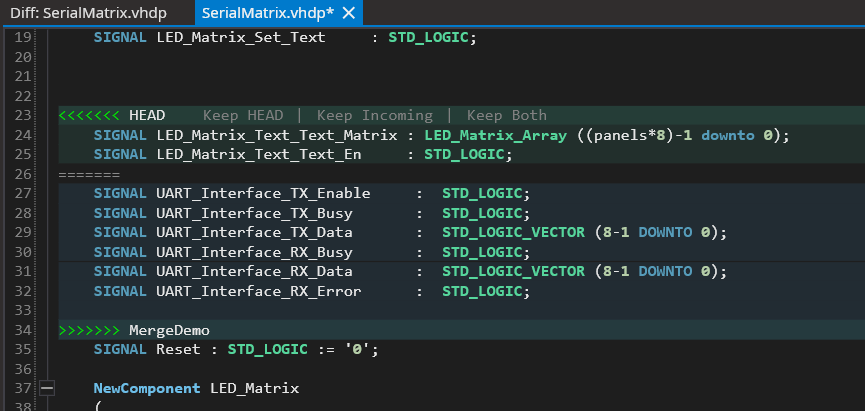 Diff: SerialMatrix.vhdp    SerialMatrix.vhdp* ✕
19    SIGNAL LED_Matrix_Set_Text     : STD_LOGIC;
20
21
22
23 <<<<<<< HEAD    Keep HEAD | Keep Incoming | Keep Both
24    SIGNAL LED_Matrix_Text_Text_Matrix : LED_Matrix_Array ((panels*8)-1 downto 0);
25    SIGNAL LED_Matrix_Text_Text_En     : STD_LOGIC;
26 =======
27    SIGNAL UART_Interface_TX_Enable     :  STD_LOGIC;
28    SIGNAL UART_Interface_TX_Busy       :  STD_LOGIC;
29    SIGNAL UART_Interface_TX_Data       :  STD_LOGIC_VECTOR (8-1 DOWNTO 0);
30    SIGNAL UART_Interface_RX_Busy       :  STD_LOGIC;
31    SIGNAL UART_Interface_RX_Data       :  STD_LOGIC_VECTOR (8-1 DOWNTO 0);
32    SIGNAL UART_Interface_RX_Error      :  STD_LOGIC;
33
34 >>>>>>> MergeDemo
35    SIGNAL Reset : STD_LOGIC := '0';
36
37    NewComponent LED_Matrix
38    (